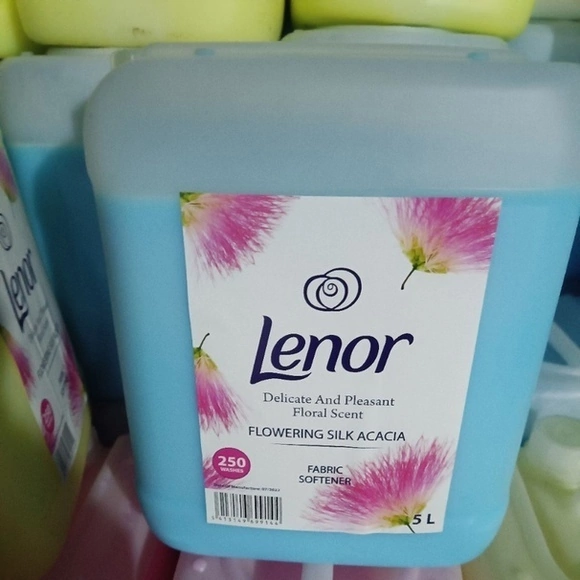 Lenor
Delicate And Pleasant
Floral Scent
FLOWERING SILK ACACIA
250
WASHES
FABRIC
SOFTENER
5 L
Lenor